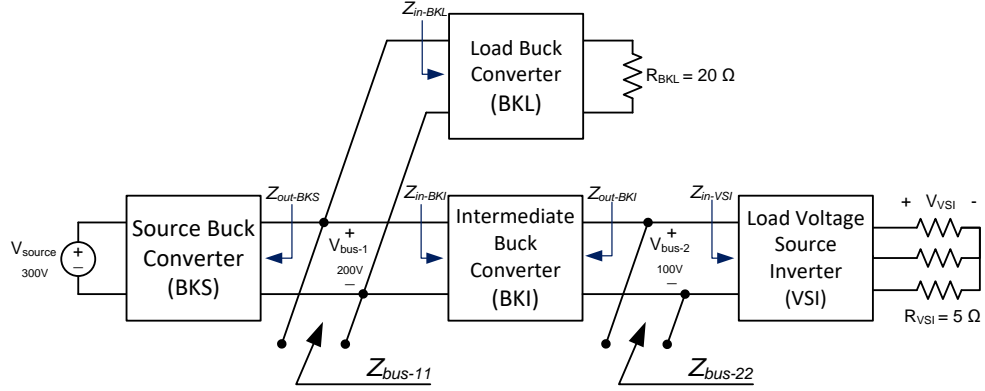 Z_in-BKL
Load Buck
Converter
(BKL)
R_BKL = 20 Ω
V_source
300V
+
−
Source Buck
Converter
(BKS)
Z_out-BKS
+
V_bus-1
200V
−
Z_in-BKI
Intermediate
Buck
Converter
(BKI)
Z_out-BKI
+
V_bus-2
100V
−
Z_in-VSI
Load Voltage
Source
Inverter
(VSI)
+ V_VSI -
R_VSI = 5 Ω
Z_bus-11
Z_bus-22